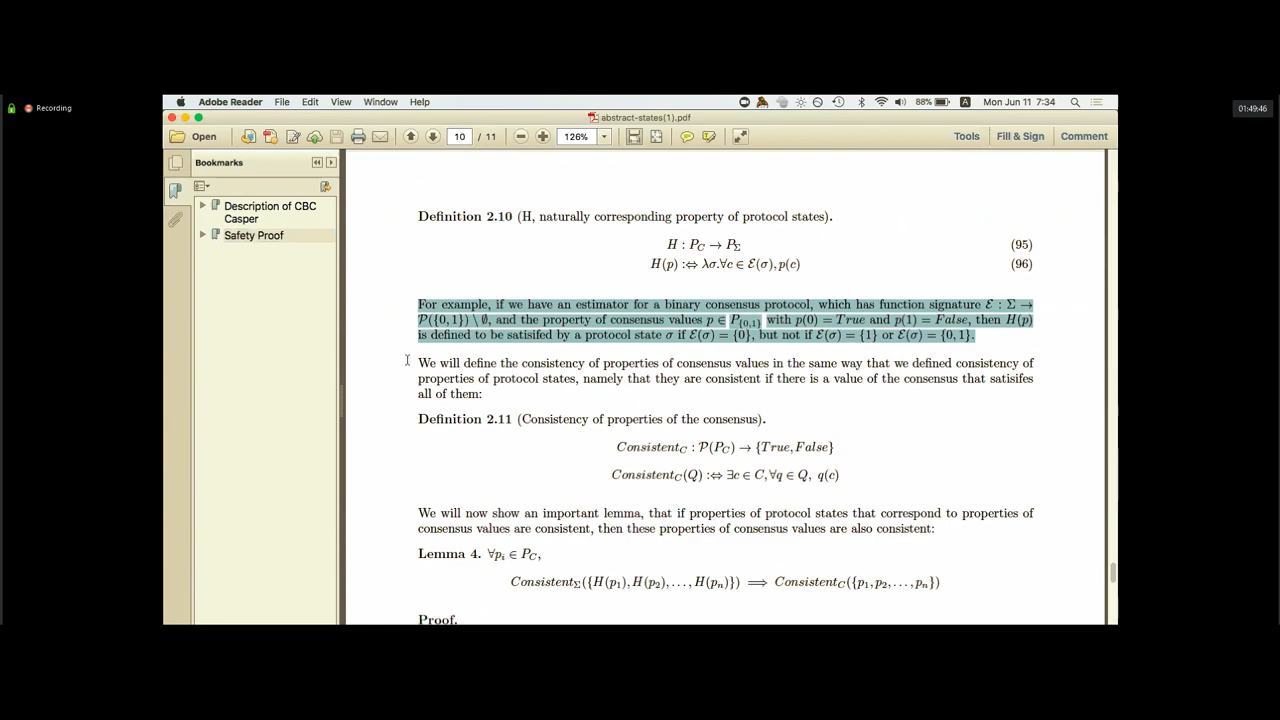 Recording
01:49:46
Adobe Reader File Edit View Window Help
88% A Mon Jun 11 7:34
abstract-states(1).pdf
Open 10 / 11 126% Tools Fill & Sign Comment
Bookmarks
Description of CBC
Casper
Safety Proof
Definition 2.10 (H, naturally corresponding property of protocol states).
H : P_C → P_Σ (95)
H(p) :⇔ λσ.∀c ∈ ℰ(σ), p(c) (96)
For example, if we have an estimator for a binary consensus protocol, which has function signature ℰ : Σ →
𝒫({0, 1}) \ ∅, and the property of consensus values p ∈ P_{0,1} with p(0) = True and p(1) = False, then H(p)
is defined to be satisifed by a protocol state σ if ℰ(σ) = {0}, but not if ℰ(σ) = {1} or ℰ(σ) = {0, 1}.
We will define the consistency of properties of consensus values in the same way that we defined consistency of
properties of protocol states, namely that they are consistent if there is a value of the consensus that satisifes
all of them:
Definition 2.11 (Consistency of properties of the consensus).
Consistent_C : 𝒫(P_C) → {True, False}
Consistent_C(Q) :⇔ ∃c ∈ C, ∀q ∈ Q, q(c)
We will now show an important lemma, that if properties of protocol states that correspond to properties of
consensus values are consistent, then these properties of consensus values are also consistent:
Lemma 4. ∀p_i ∈ P_C,
Consistent_Σ({H(p_1), H(p_2), . . . , H(p_n)}) ⟹ Consistent_C({p_1, p_2, . . . , p_n})
Proof.